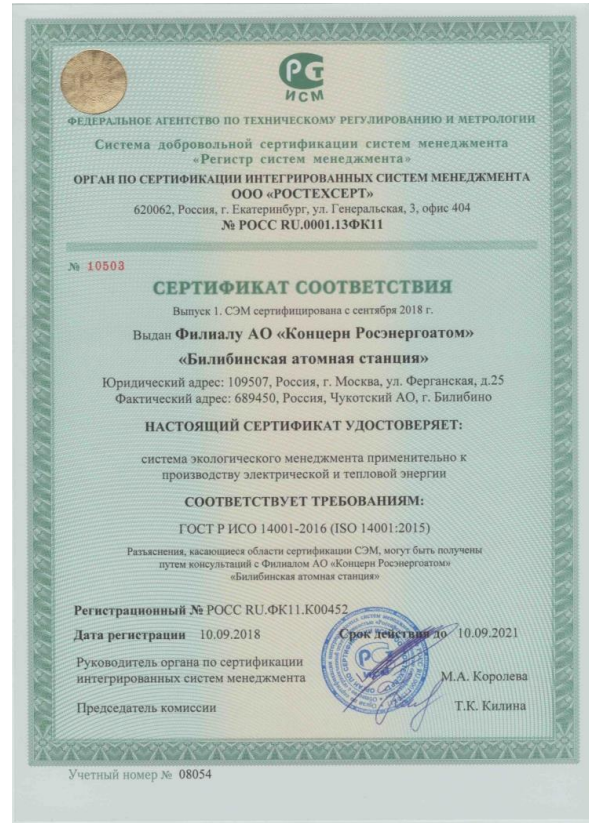 РСТ
ИСМ
ФЕДЕРАЛЬНОЕ АГЕНТСТВО ПО ТЕХНИЧЕСКОМУ РЕГУЛИРОВАНИЮ И МЕТРОЛОГИИ
Система добровольной сертификации систем менеджмента
«Регистр систем менеджмента»
ОРГАН ПО СЕРТИФИКАЦИИ ИНТЕГРИРОВАННЫХ СИСТЕМ МЕНЕДЖМЕНТА
ООО «РОСТЕХСЕРТ»
620062, Россия, г. Екатеринбург, ул. Генеральская, 3, офис 404
№ РОСС RU.0001.13ФК11
№ 10503
СЕРТИФИКАТ СООТВЕТСТВИЯ
Выпуск 1. СЭМ сертифицирована с сентября 2018 г.
Выдан Филиалу АО «Концерн Росэнергоатом»
«Билибинская атомная станция»
Юридический адрес: 109507, Россия, г. Москва, ул. Ферганская, д.25
Фактический адрес: 689450, Россия, Чукотский АО, г. Билибино
НАСТОЯЩИЙ СЕРТИФИКАТ УДОСТОВЕРЯЕТ:
система экологического менеджмента применительно к
производству электрической и тепловой энергии
СООТВЕТСТВУЕТ ТРЕБОВАНИЯМ:
ГОСТ Р ИСО 14001-2016 (ISO 14001:2015)
Разъяснения, касающиеся области сертификации СЭМ, могут быть получены
путем консультаций с Филиалом АО «Концерн Росэнергоатом»
«Билибинская атомная станция»
Регистрационный № РОСС RU.ФК11.К00452
Дата регистрации 10.09.2018 Срок действия до 10.09.2021
Руководитель органа по сертификации
интегрированных систем менеджмента М.А. Королева
Председатель комиссии Т.К. Килина
Учетный номер № 08054